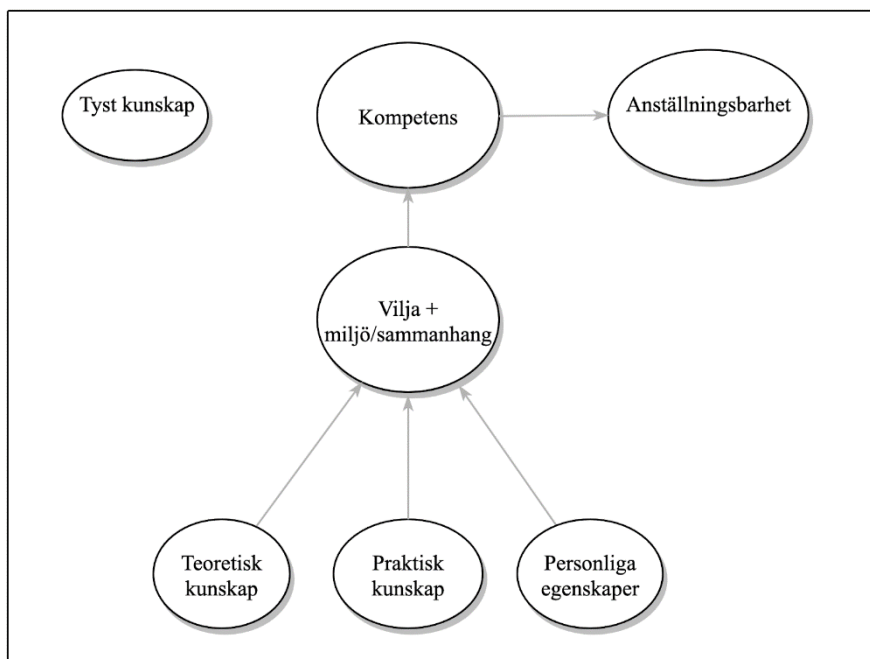 Tyst kunskap
Kompetens
Anställningsbarhet
Vilja +
miljö/sammanhang
Teoretisk
kunskap
Praktisk
kunskap
Personliga
egenskaper